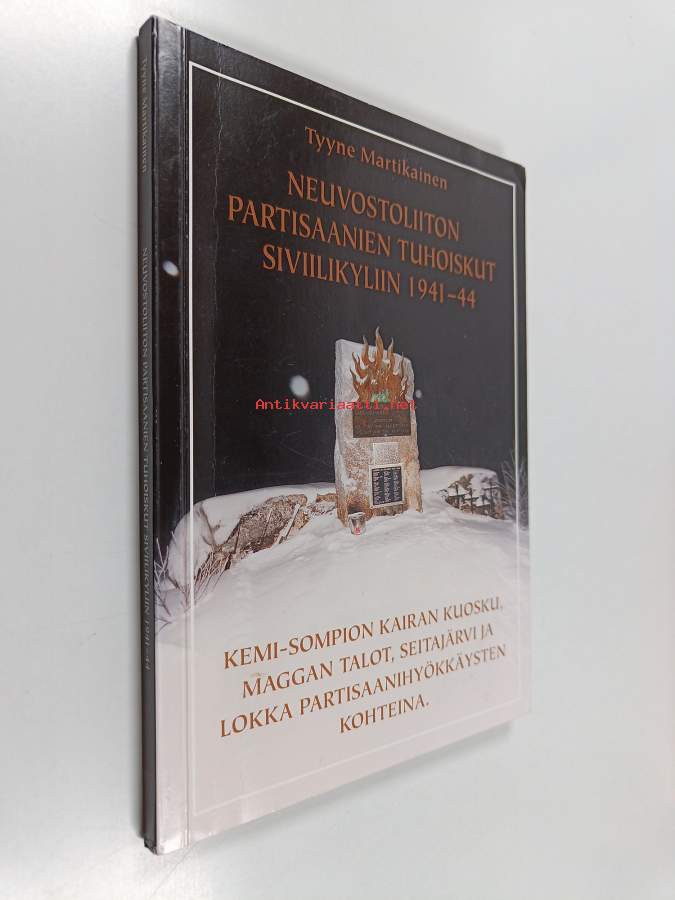 Tyyne Martikainen
NEUVOSTOLIITON
PARTISAANIEN TUHOISKUT
SIVIILIKYLIIN 1941–44
Antikvariaatti.net
KEMI-SOMPION KAIRAN KUOSKU,
MAGGAN TALOT, SEITAJÄRVI JA
LOKKA PARTISAANIHYÖKKÄYSTEN
KOHTEINA.
Tyyne Martikainen NEUVOSTOLIITON PARTISAANIEN TUHOISKUT SIVIILIKYLIIN 1941–44